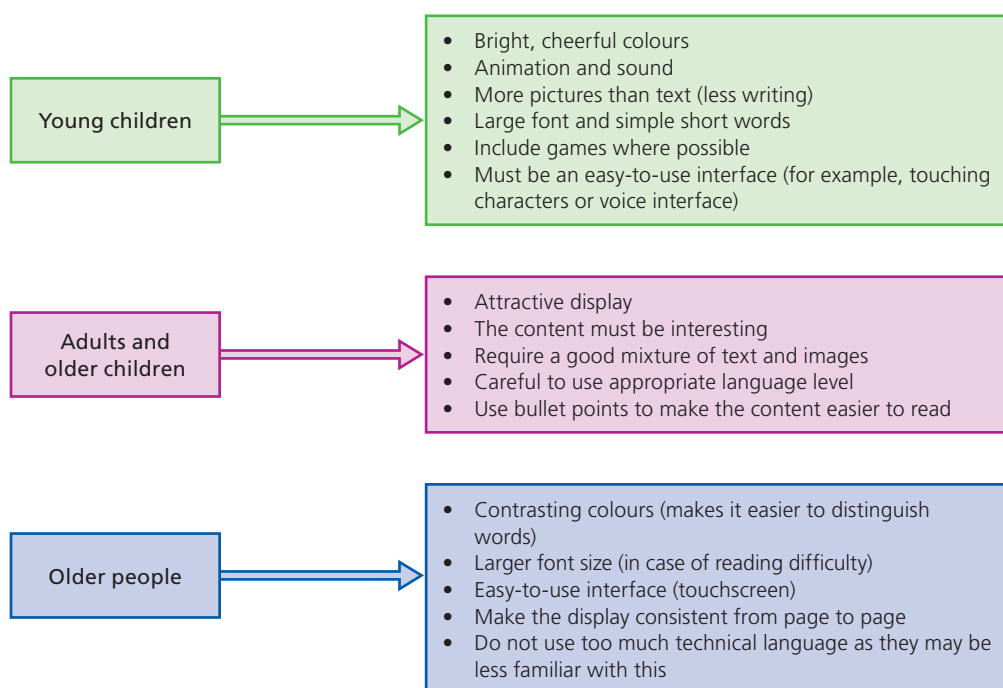 Young children
• Bright, cheerful colours
• Animation and sound
• More pictures than text (less writing)
• Large font and simple short words
• Include games where possible
• Must be an easy-to-use interface (for example, touching
characters or voice interface)
Adults and
older children
• Attractive display
• The content must be interesting
• Require a good mixture of text and images
• Careful to use appropriate language level
• Use bullet points to make the content easier to read
Older people
• Contrasting colours (makes it easier to distinguish
words)
• Larger font size (in case of reading difficulty)
• Easy-to-use interface (touchscreen)
• Make the display consistent from page to page
• Do not use too much technical language as they may be
less familiar with this